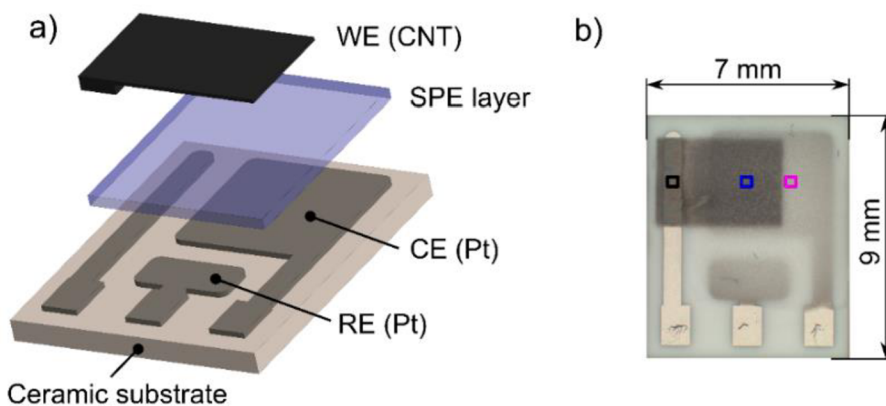 a)
WE (CNT)
SPE layer
CE (Pt)
RE (Pt)
Ceramic substrate
b)
7 mm
9 mm